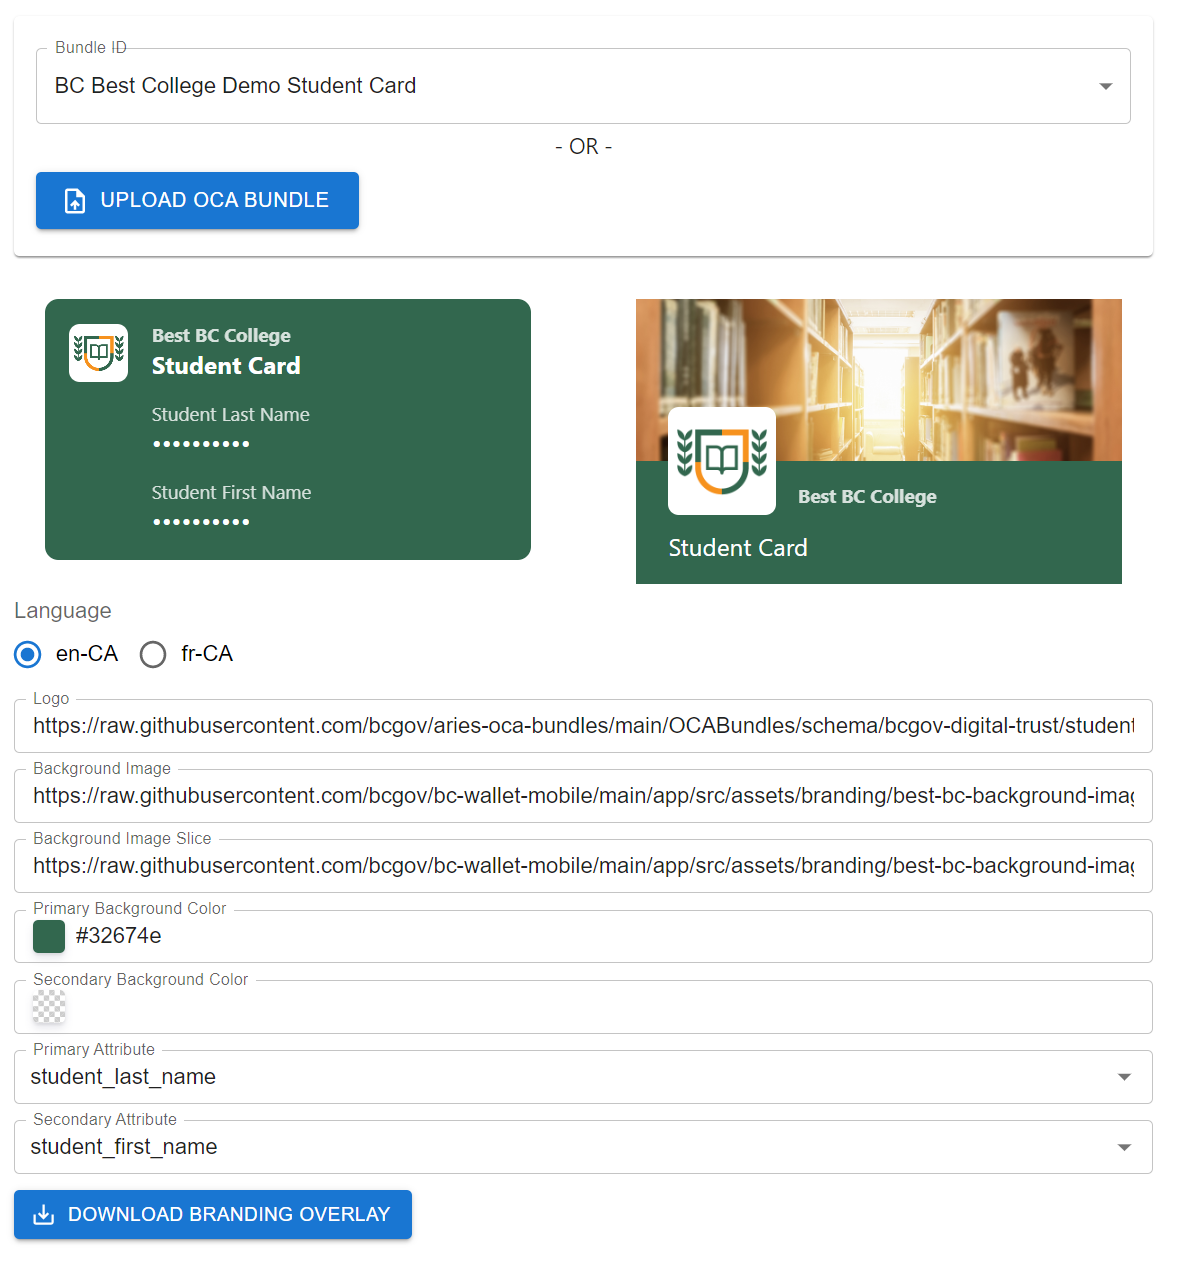 Bundle ID
BC Best College Demo Student Card
- OR -
UPLOAD OCA BUNDLE
Best BC College
Student Card
Student Last Name
••••••••••
Student First Name
••••••••••
Best BC College
Student Card
Language
en-CA
fr-CA
Logo
https://raw.githubusercontent.com/bcgov/aries-oca-bundles/main/OCABundles/schema/bcgov-digital-trust/student
Background Image
https://raw.githubusercontent.com/bcgov/bc-wallet-mobile/main/app/src/assets/branding/best-bc-background-imag
Background Image Slice
https://raw.githubusercontent.com/bcgov/bc-wallet-mobile/main/app/src/assets/branding/best-bc-background-imag
Primary Background Color
#32674e
Secondary Background Color
Primary Attribute
student_last_name
Secondary Attribute
student_first_name
DOWNLOAD BRANDING OVERLAY